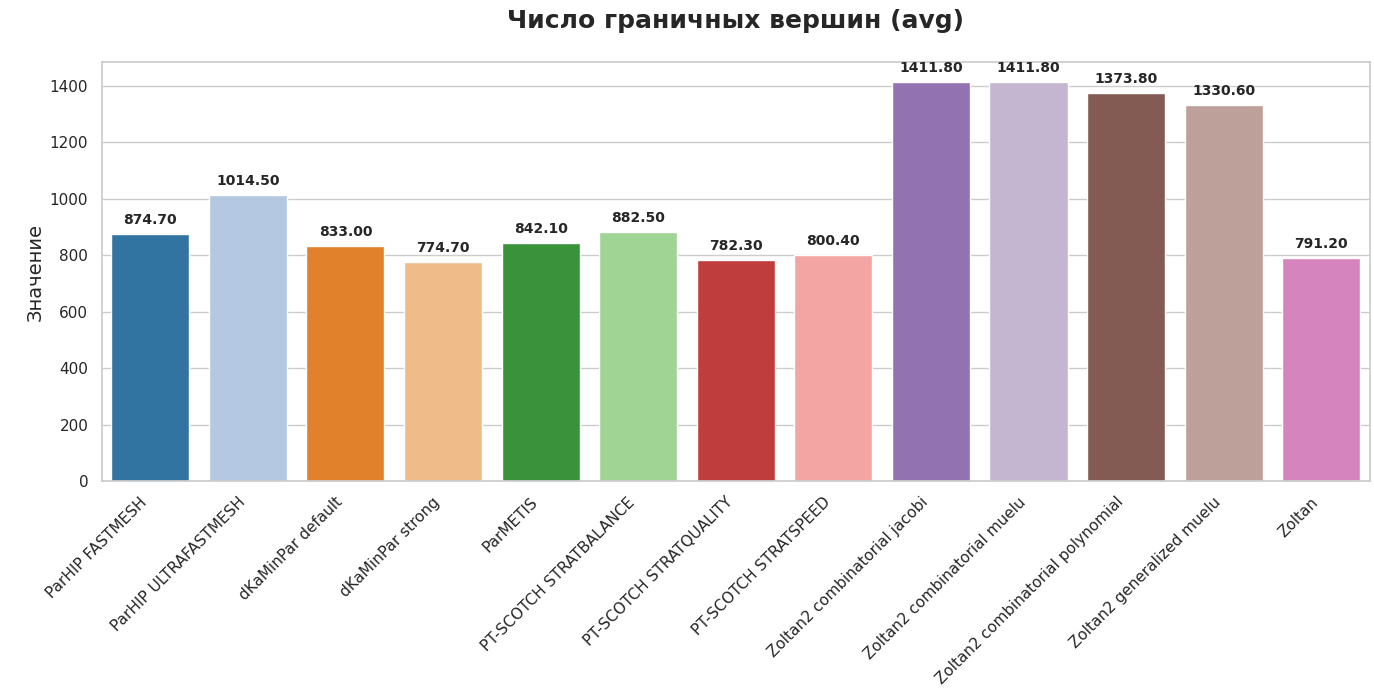 Число граничных вершин (avg)
Значение
1400
1200
1000
800
600
400
200
0
874.70
1014.50
833.00
774.70
842.10
882.50
782.30
800.40
1411.80
1411.80
1373.80
1330.60
791.20
ParHIP FASTMESH
ParHIP ULTRAFASTMESH
dKaMinPar default
dKaMinPar strong
ParMETIS
PT-SCOTCH STRATBALANCE
PT-SCOTCH STRATQUALITY
PT-SCOTCH STRATSPEED
Zoltan2 combinatorial jacobi
Zoltan2 combinatorial muelu
Zoltan2 combinatorial polynomial
Zoltan2 generalized muelu
Zoltan